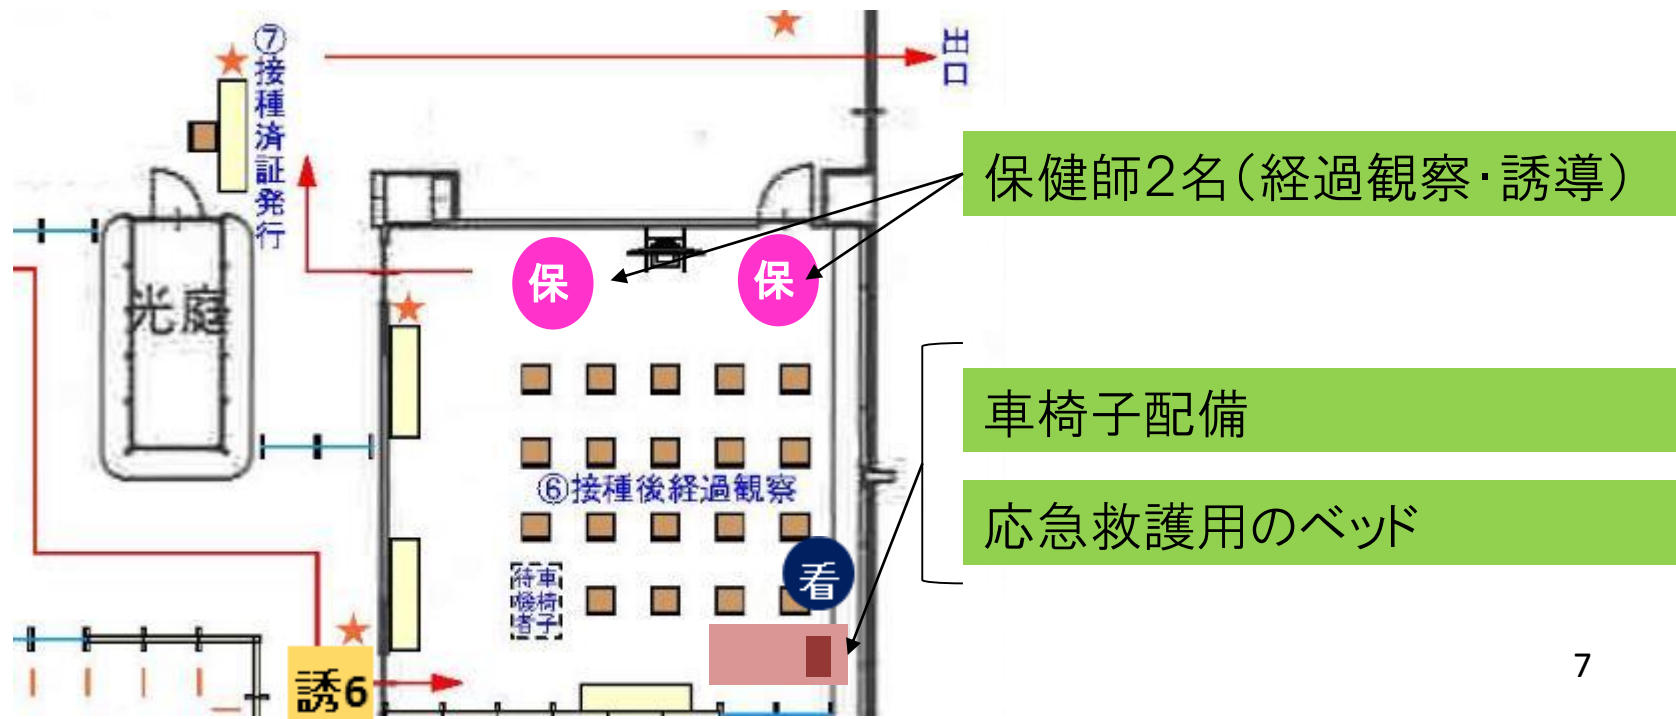 ⑦接種済証発行
出口
保健師2名（経過観察・誘導）
保
保
光庭
車椅子配備
⑥接種後経過観察
応急救護用のベッド
看
車椅子
待機者
誘6
7